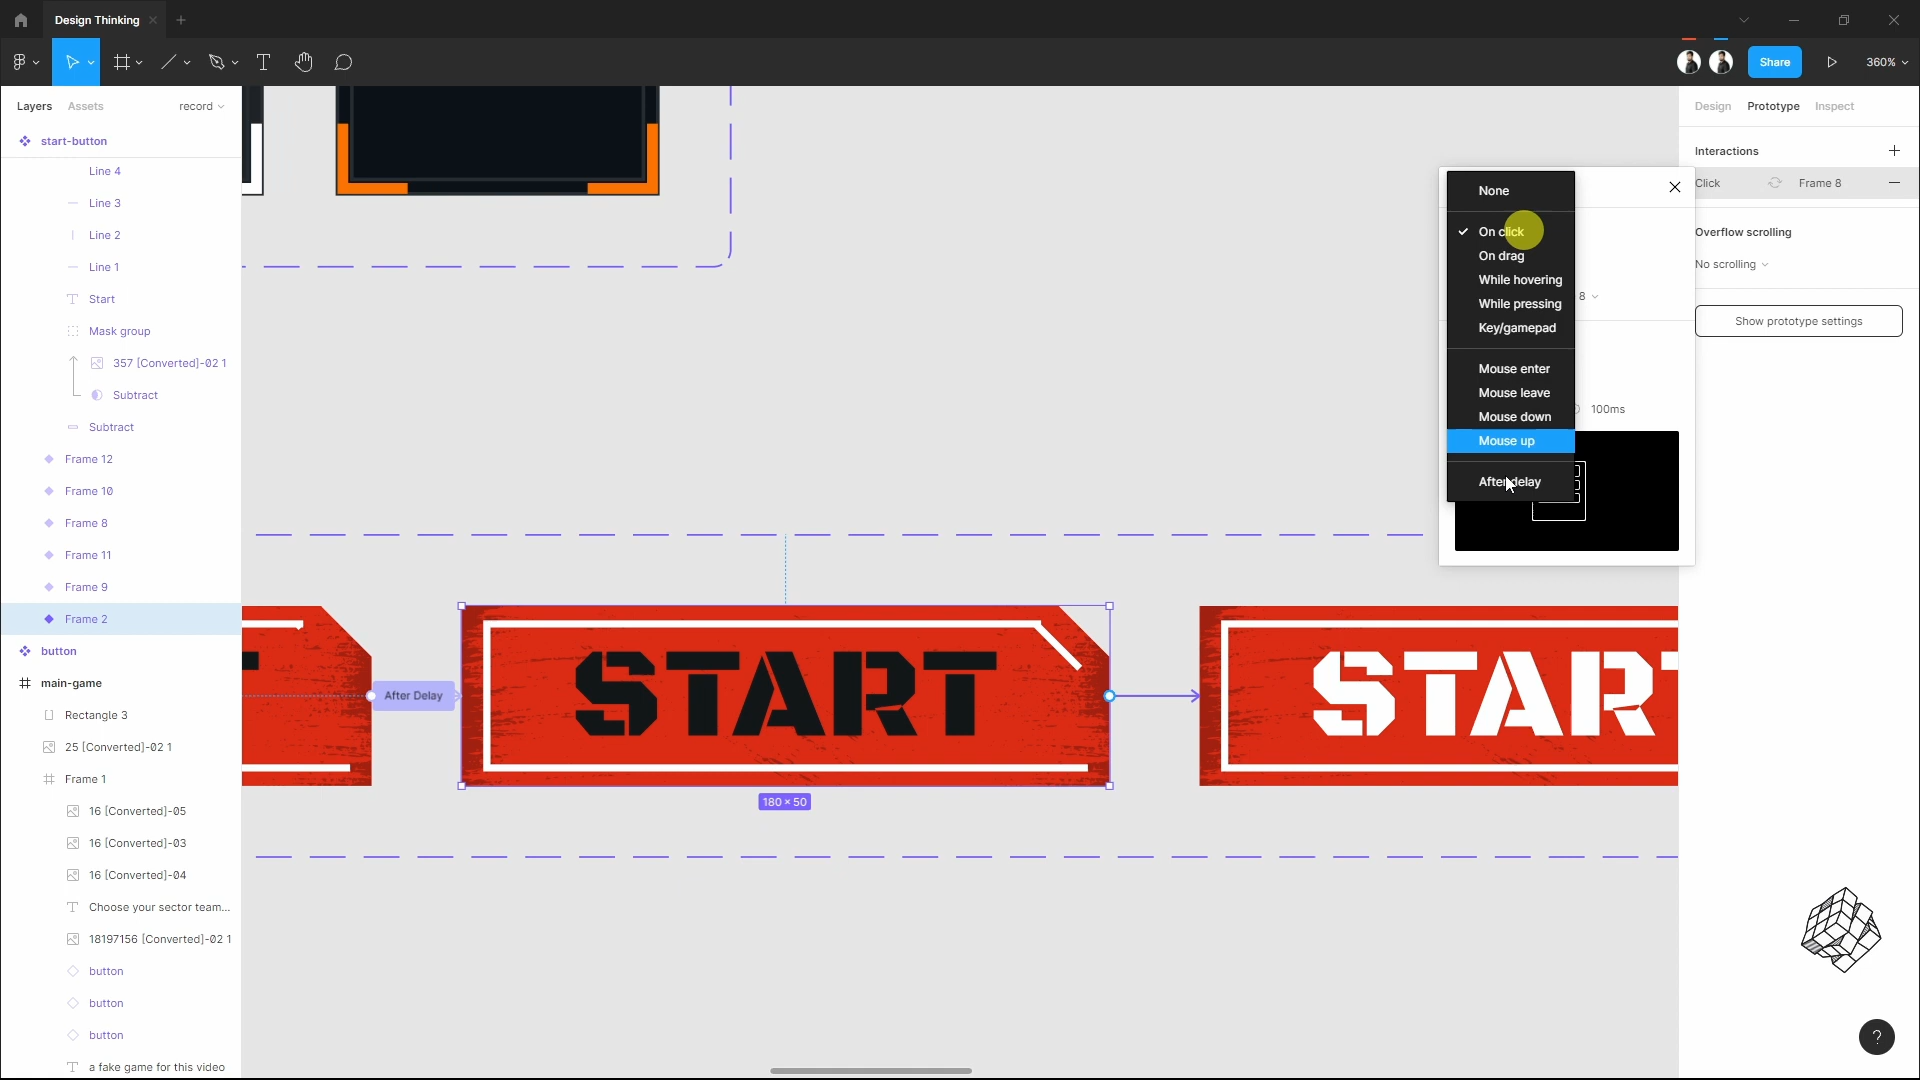 Design Thinking
Share
360%
Layers
Assets
record
Design
Prototype
Inspect
start-button
Interactions
Line 4
Click
Frame 8
None
Line 3
On click
Overflow scrolling
Line 2
On drag
No scrolling
Line 1
While hovering
8
Start
While pressing
Show prototype settings
Mask group
Key/gamepad
357 [Converted]-02 1
Mouse enter
Subtract
Mouse leave
100ms
Subtract
Mouse down
Mouse up
Frame 12
After delay
Frame 10
Frame 8
Frame 11
Frame 9
Frame 2
button
main-game
After Delay
START
START
Rectangle 3
25 [Converted]-02 1
Frame 1
180 × 50
16 [Converted]-05
16 [Converted]-03
16 [Converted]-04
Choose your sector team...
18197156 [Converted]-02 1
button
button
button
?
a fake game for this video